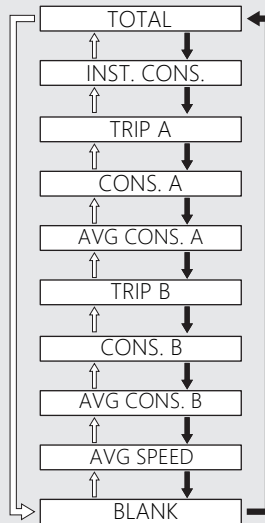 TOTAL
INST. CONS.
TRIP A
CONS. A
AVG CONS. A
TRIP B
CONS. B
AVG CONS. B
AVG SPEED
BLANK